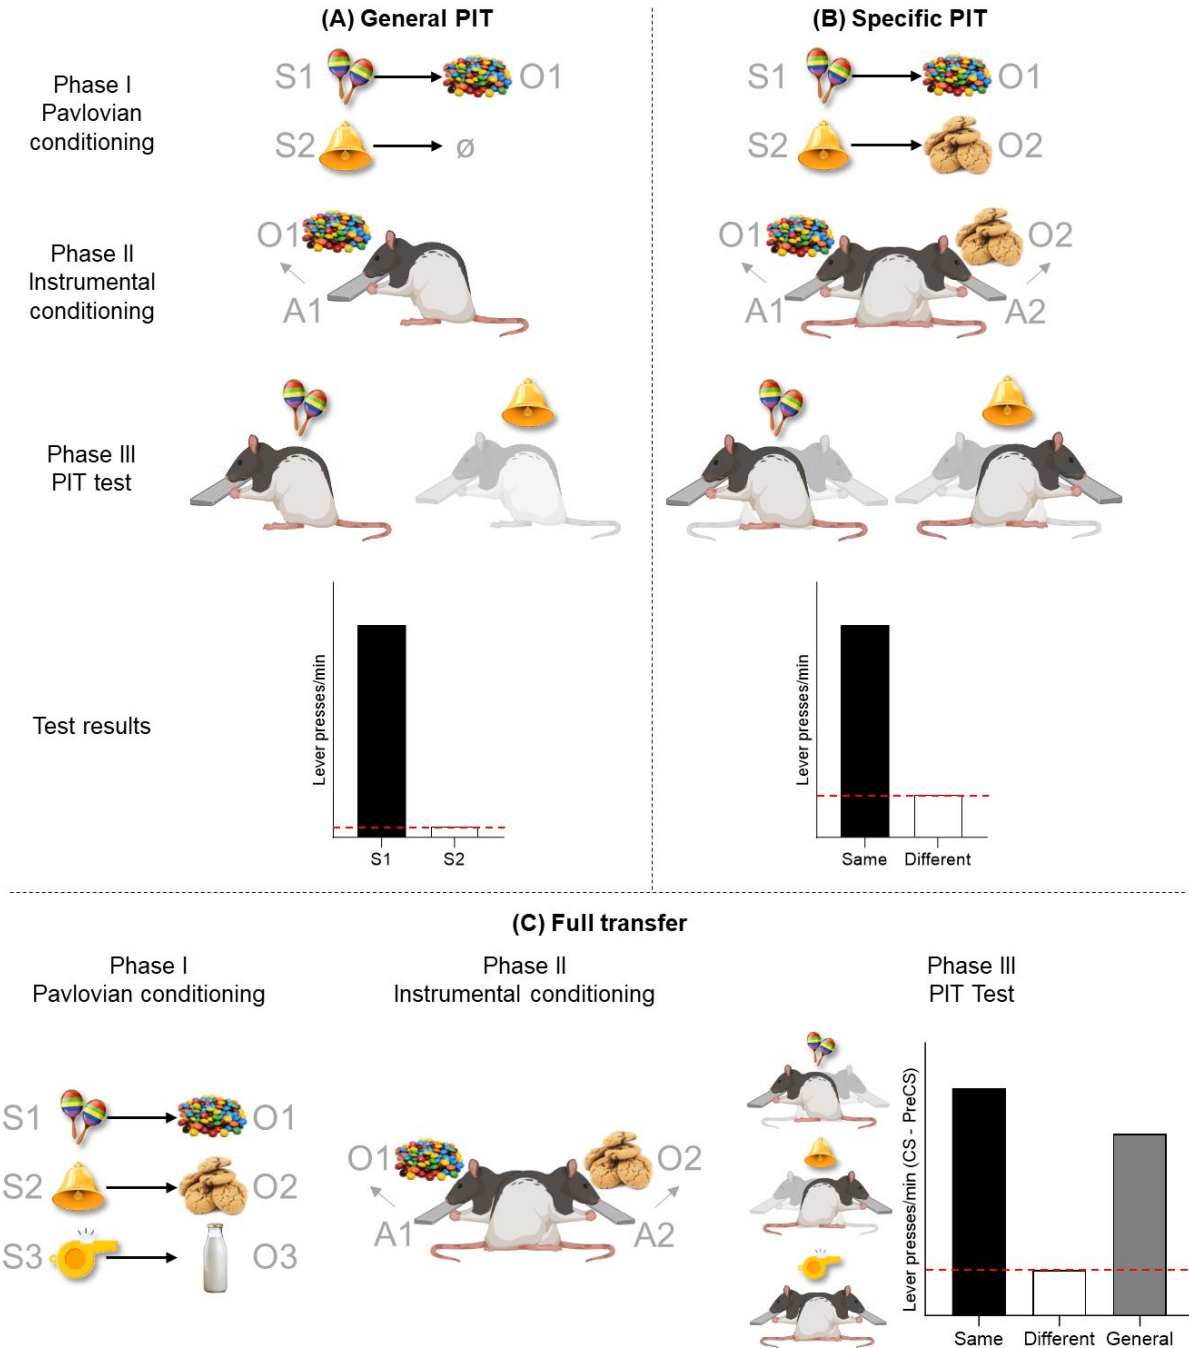 (A) General PIT
(B) Specific PIT
Phase I
Pavlovian
conditioning
S1 O1
S2 ø
S1 O1
S2 O2
Phase II
Instrumental
conditioning
O1
A1
O1 O2
A1 A2
Phase III
PIT test
Test results
Lever presses/min
S1 S2
Lever presses/min
Same Different
(C) Full transfer
Phase I
Pavlovian conditioning
Phase II
Instrumental conditioning
Phase III
PIT Test
S1 O1
S2 O2
S3 O3
O1 O2
A1 A2
Lever presses/min (CS - PreCS)
Same Different General